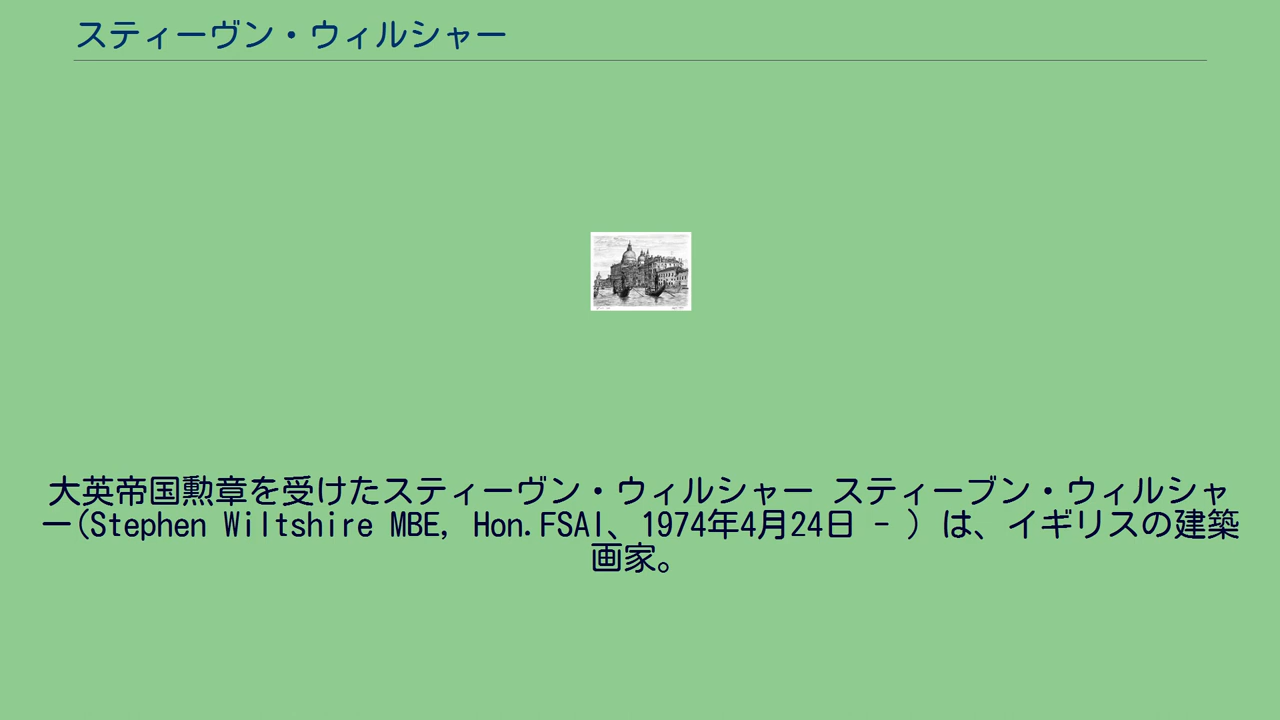 スティーヴン・ウィルシャー
大英帝国勲章を受けたスティーヴン・ウィルシャー スティーブン・ウィルシャ
ー(Stephen Wiltshire MBE, Hon.FSAI、1974年4月24日 - ) は、イギリスの建築
画家。